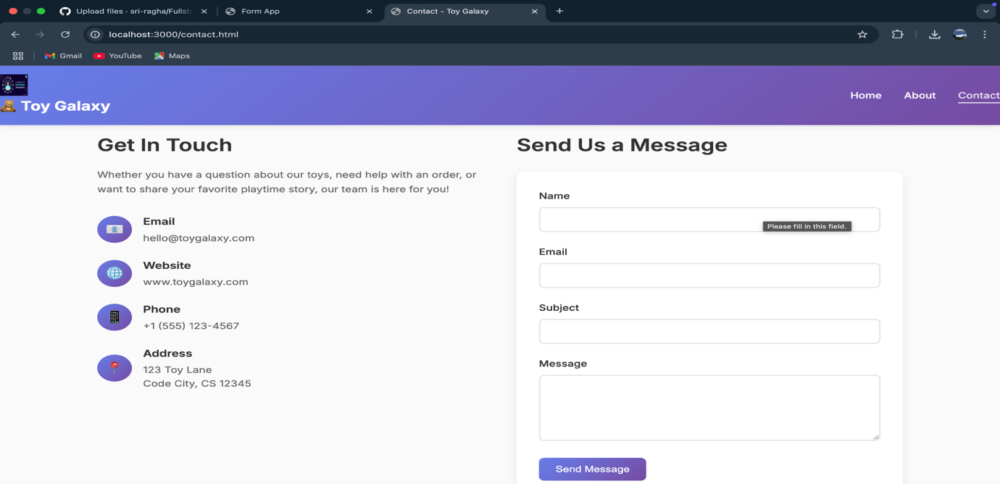 Upload files · sri-ragha/Fullsta
Form App
Contact - Toy Galaxy
localhost:3000/contact.html
Gmail
YouTube
Maps
Toy Galaxy
Home
About
Contact
Get In Touch
Whether you have a question about our toys, need help with an order, or
want to share your favorite playtime story, our team is here for you!
Email
hello@toygalaxy.com
Website
www.toygalaxy.com
Phone
+1 (555) 123-4567
Address
123 Toy Lane
Code City, CS 12345
Send Us a Message
Name
Please fill in this field.
Email
Subject
Message
Send Message